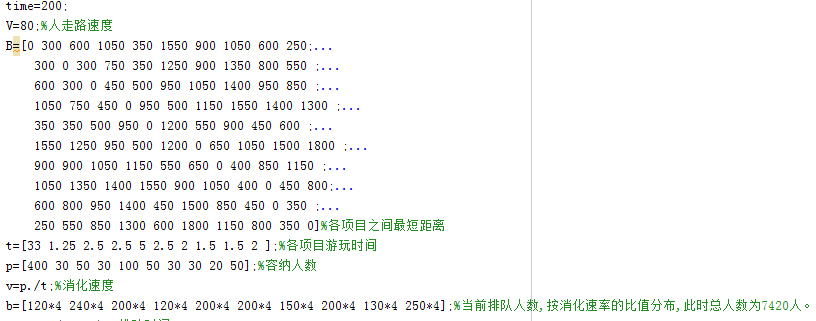 time=200;
V=80;%人走路速度
B=[0 300 600 1050 350 1550 900 1050 600 250;...
300 0 300 750 350 1250 900 1350 800 550 ;...
600 300 0 450 500 950 1050 1400 950 850 ;...
1050 750 450 0 950 500 1150 1550 1400 1300 ;...
350 350 500 950 0 1200 550 900 450 600 ;...
1550 1250 950 500 1200 0 650 1050 1500 1800 ;...
900 900 1050 1150 550 650 0 400 850 1150 ;...
1050 1350 1400 1550 900 1050 400 0 450 800;...
600 800 950 1400 450 1500 850 450 0 350 ;...
250 550 850 1300 600 1800 1150 800 350 0]%各项目之间最短距离
t=[33 1.25 2.5 2.5 5 2.5 2 1.5 1.5 2 ];%各项目游玩时间
p=[400 30 50 30 100 50 30 30 20 50];%容纳人数
v=p./t;%消化速度
b=[120*4 240*4 200*4 120*4 200*4 200*4 150*4 200*4 130*4 250*4];%当前排队人数,按消化速率的比值分布,此时总人数为7420人。